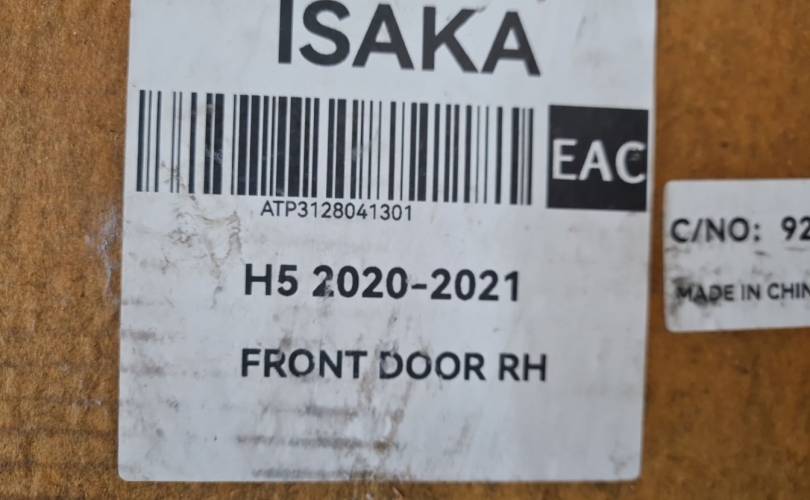 ISAKA
EAC
ATP3128041301
H5 2020-2021
FRONT DOOR RH
C/NO: 92
MADE IN CHIN